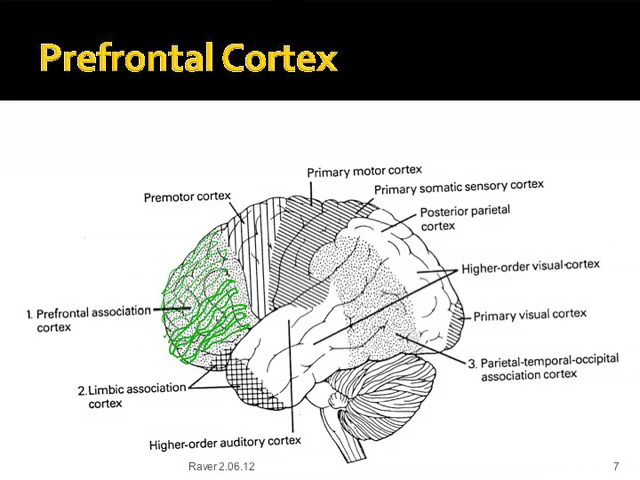 Prefrontal Cortex
Primary motor cortex
Premotor cortex
Primary somatic sensory cortex
Posterior parietal
cortex
Higher-order visual cortex
1. Prefrontal association
cortex
Primary visual cortex
3. Parietal-temporal-occipital
association cortex
2. Limbic association
cortex
Higher-order auditory cortex
Raver 2.06.12
7